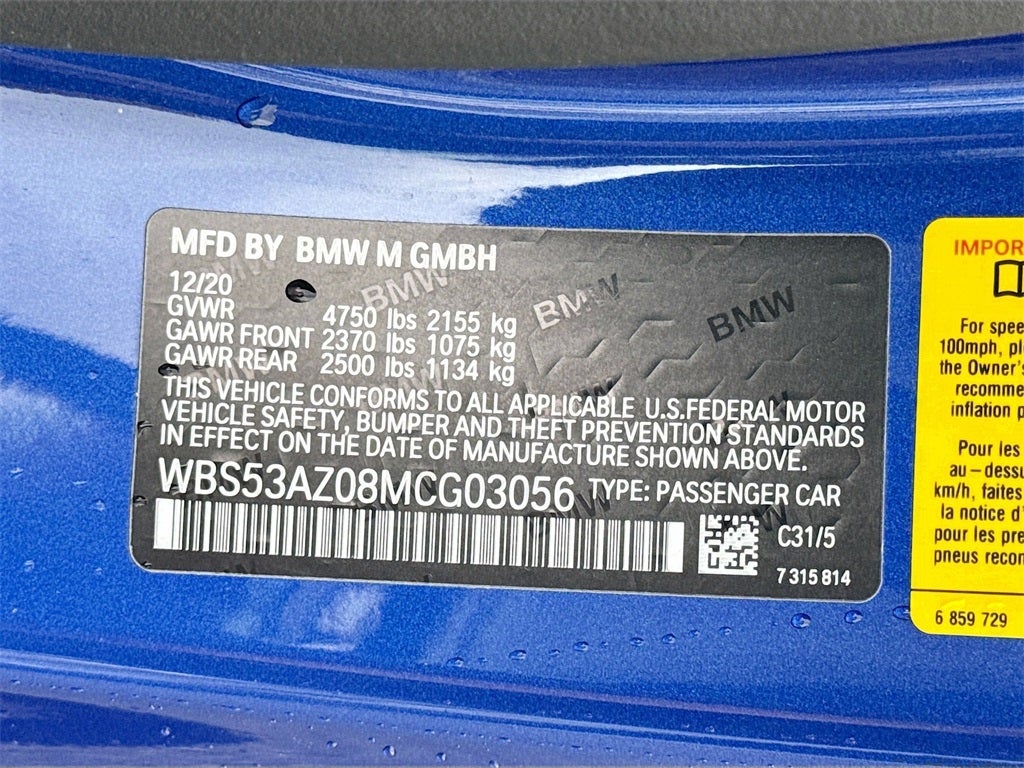 MFD BY BMW M GMBH
12/20
GVWR 4750 lbs 2155 kg
GAWR FRONT 2370 lbs 1075 kg
GAWR REAR 2500 lbs 1134 kg
THIS VEHICLE CONFORMS TO ALL APPLICABLE U.S.FEDERAL MOTOR
VEHICLE SAFETY, BUMPER AND THEFT PREVENTION STANDARDS
IN EFFECT ON THE DATE OF MANUFACTURE SHOWN ABOVE.
WBS53AZ08MCG03056 TYPE: PASSENGER CAR
C31/5
7 315 814
BMW
BMW
BMW
BMW
IMPOR
For spee
100mph, ple
the Owner's
recomme
inflation p
Pour les
au – dessu
km/h, faites
la notice d'
pour les pre
pneus recon
6 859 729